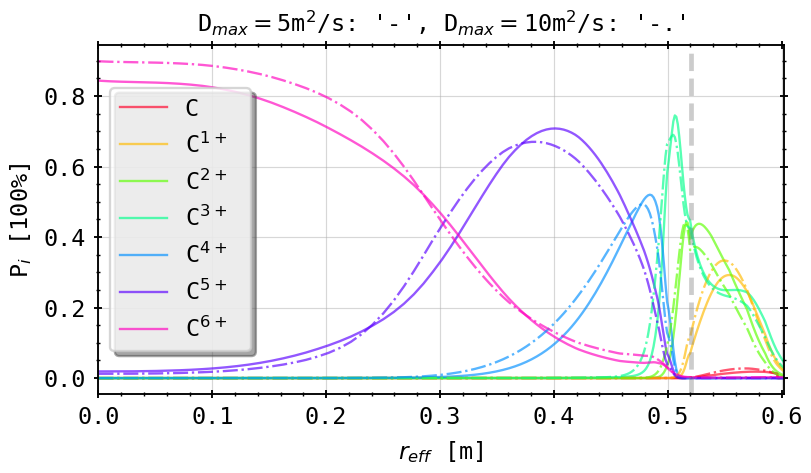 D_max = 5m²/s: '-', D_max = 10m²/s: '-.'
P_i [100%]
0.8
0.6
0.4
0.2
0.0
C
C¹⁺
C²⁺
C³⁺
C⁴⁺
C⁵⁺
C⁶⁺
0.0 0.1 0.2 0.3 0.4 0.5 0.6
r_eff [m]